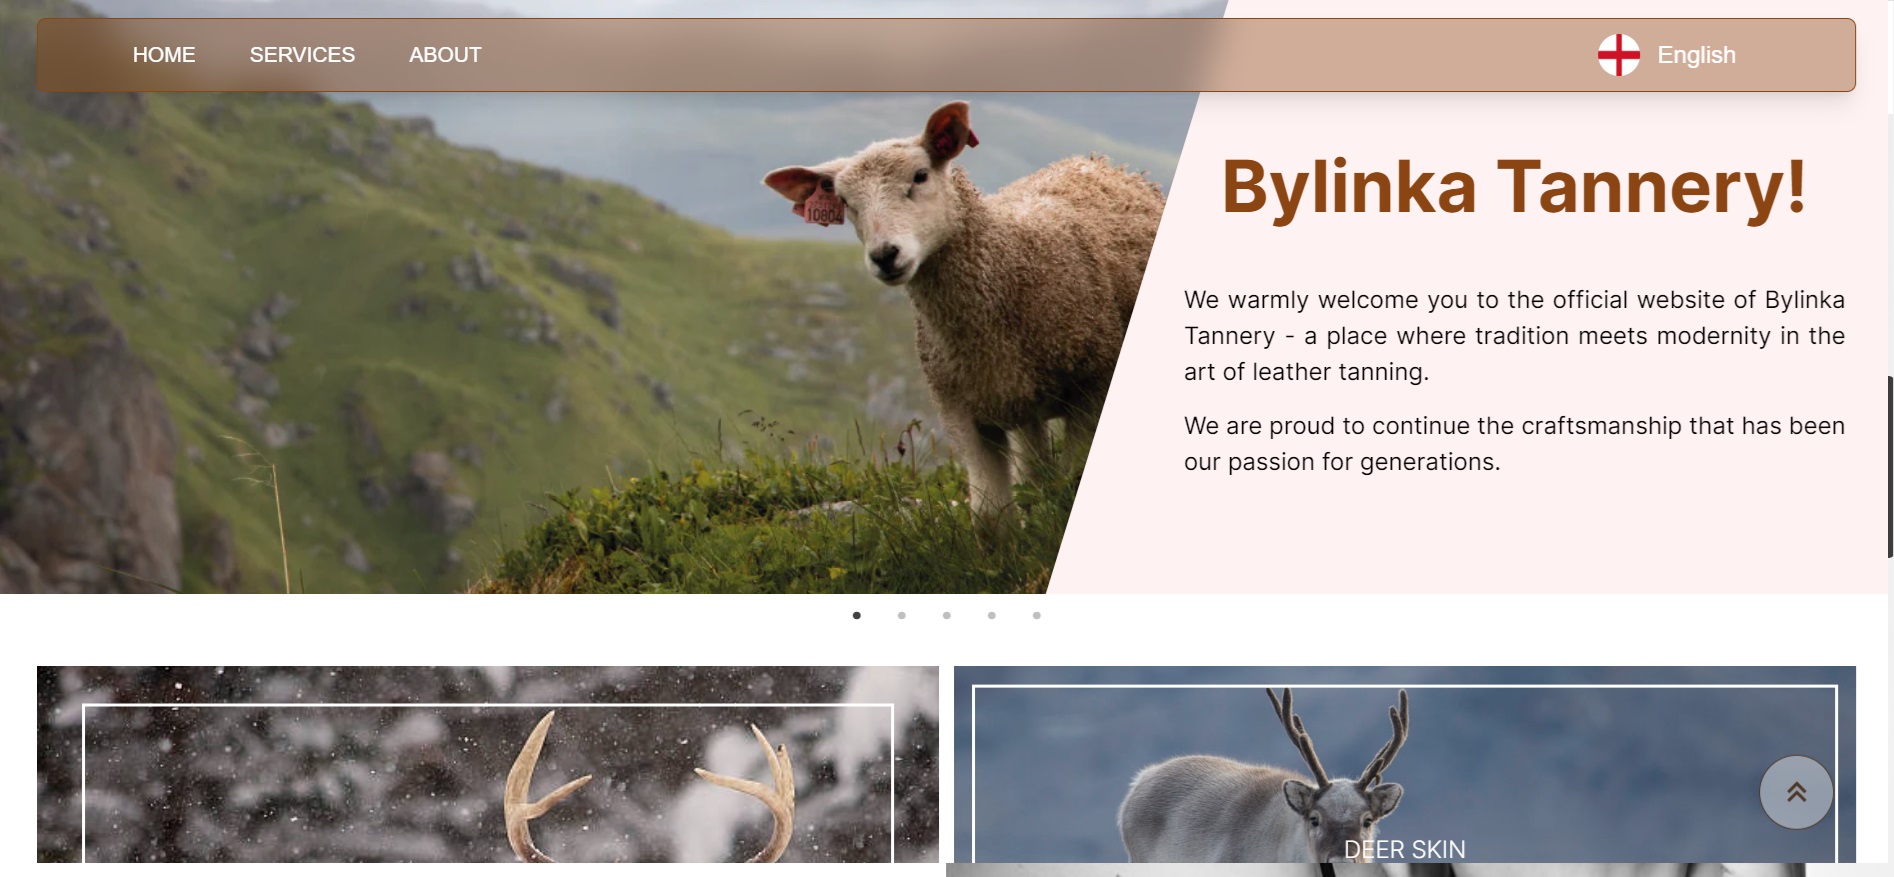 HOME
SERVICES
ABOUT
English
10804
Bylinka Tannery!
We warmly welcome you to the official website of Bylinka
Tannery - a place where tradition meets modernity in the
art of leather tanning.
We are proud to continue the craftsmanship that has been
our passion for generations.
DEER SKIN